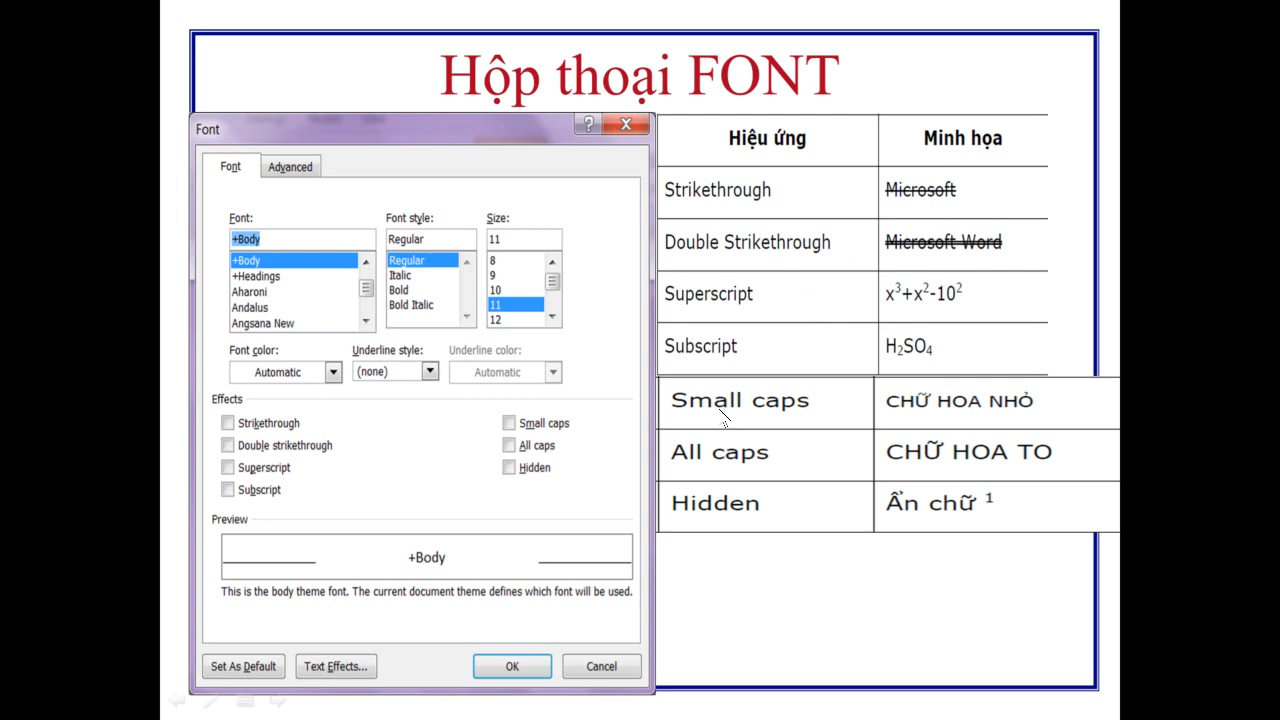 Hộp thoại FONT
Font
Font Advanced
Font: Font style: Size:
+Body Regular 11
+Body Regular 8
+Headings Italic 9
Aharoni Bold 10
Andalus Bold Italic 11
Angsana New 12
Font color: Underline style: Underline color:
Automatic (none) Automatic
Effects
Strikethrough Small caps
Double strikethrough All caps
Superscript Hidden
Subscript
Preview
+Body
This is the body theme font. The current document theme defines which font will be used.
Set As Default Text Effects... OK Cancel
Hiệu ứng Minh họa
Strikethrough Microsoft
Double Strikethrough Microsoft Word
Superscript x³+x²-10²
Subscript H₂SO₄
Small caps CHỮ HOA NHỎ
All caps CHỮ HOA TO
Hidden Ẩn chữ ¹